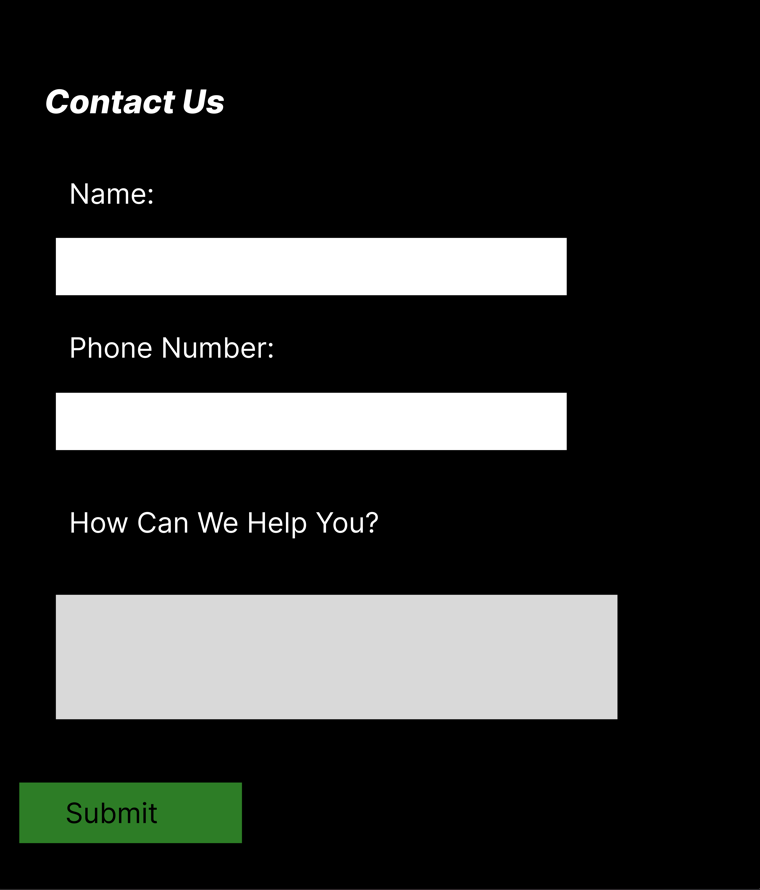 Contact Us
Name:
Phone Number:
How Can We Help You?
Submit